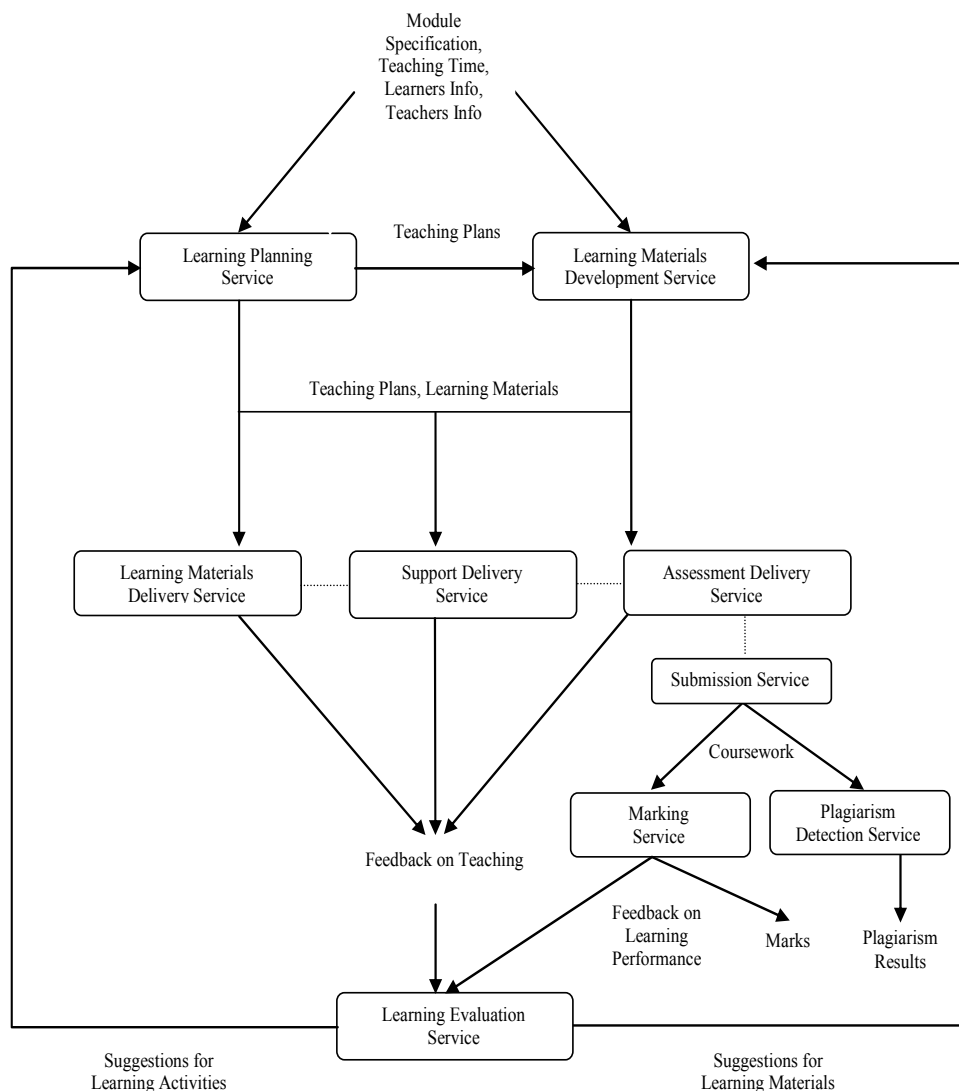 Module
Specification,
Teaching Time,
Learners Info,
Teachers Info
Teaching Plans
Learning Planning
Service
Learning Materials
Development Service
Teaching Plans, Learning Materials
Learning Materials
Delivery Service
Support Delivery
Service
Assessment Delivery
Service
Submission Service
Coursework
Marking
Service
Plagiarism
Detection Service
Feedback on Teaching
Feedback on
Learning
Performance
Marks
Plagiarism
Results
Learning Evaluation
Service
Suggestions for
Learning Activities
Suggestions for
Learning Materials